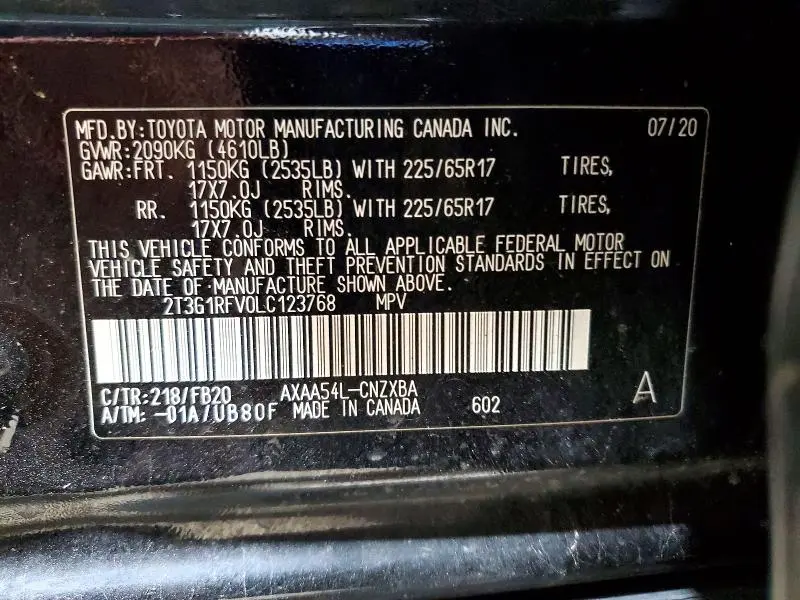 MFD.BY:TOYOTA MOTOR MANUFACTURING CANADA INC. 07/20
GVWR:2090KG (4610LB)
GAWR:FRT. 1150KG (2535LB) WITH 225/65R17 TIRES,
17X7.0J RIMS.
RR. 1150KG (2535LB) WITH 225/65R17 TIRES,
17X7.0J RIMS.
THIS VEHICLE CONFORMS TO ALL APPLICABLE FEDERAL MOTOR
VEHICLE SAFETY AND THEFT PREVENTION STANDARDS IN EFFECT ON
THE DATE OF MANUFACTURE SHOWN ABOVE.
2T3G1RFV0LC123768 MPV
C/TR:218/FB20 AXAA54L-CNZXBA A
A/TM: -01A/UB80F MADE IN CANADA 602